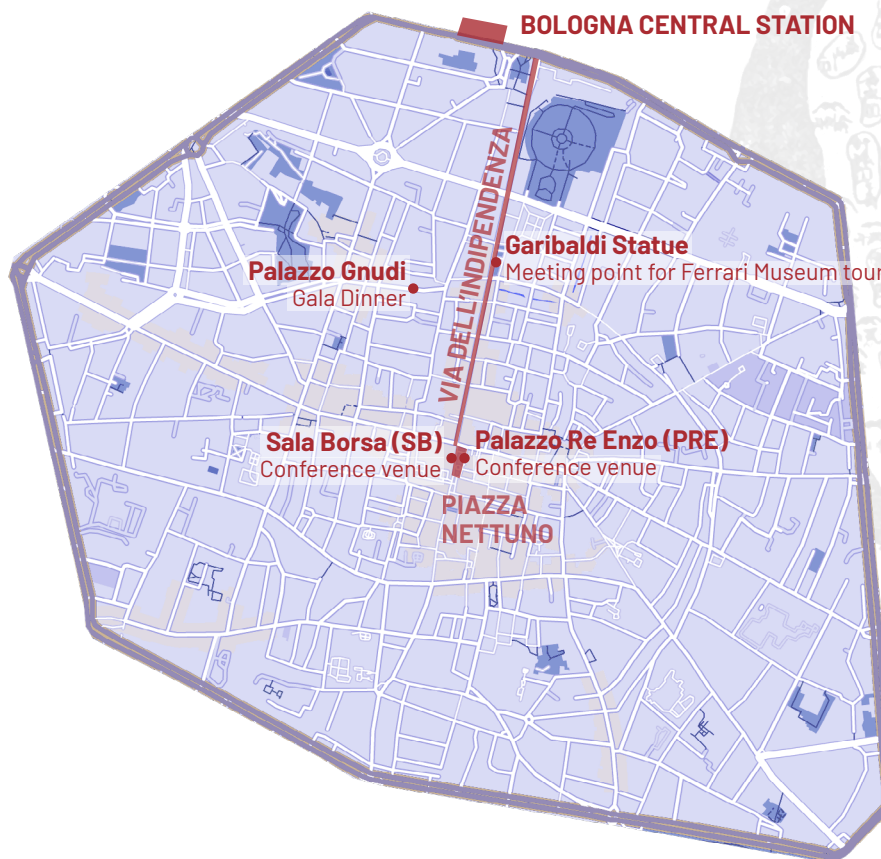 BOLOGNA CENTRAL STATION
VIA DELL'INDIPENDENZA
Garibaldi Statue
Meeting point for Ferrari Museum tour
Palazzo Gnudi
Gala Dinner
Sala Borsa (SB)
Conference venue
Palazzo Re Enzo (PRE)
Conference venue
PIAZZA
NETTUNO